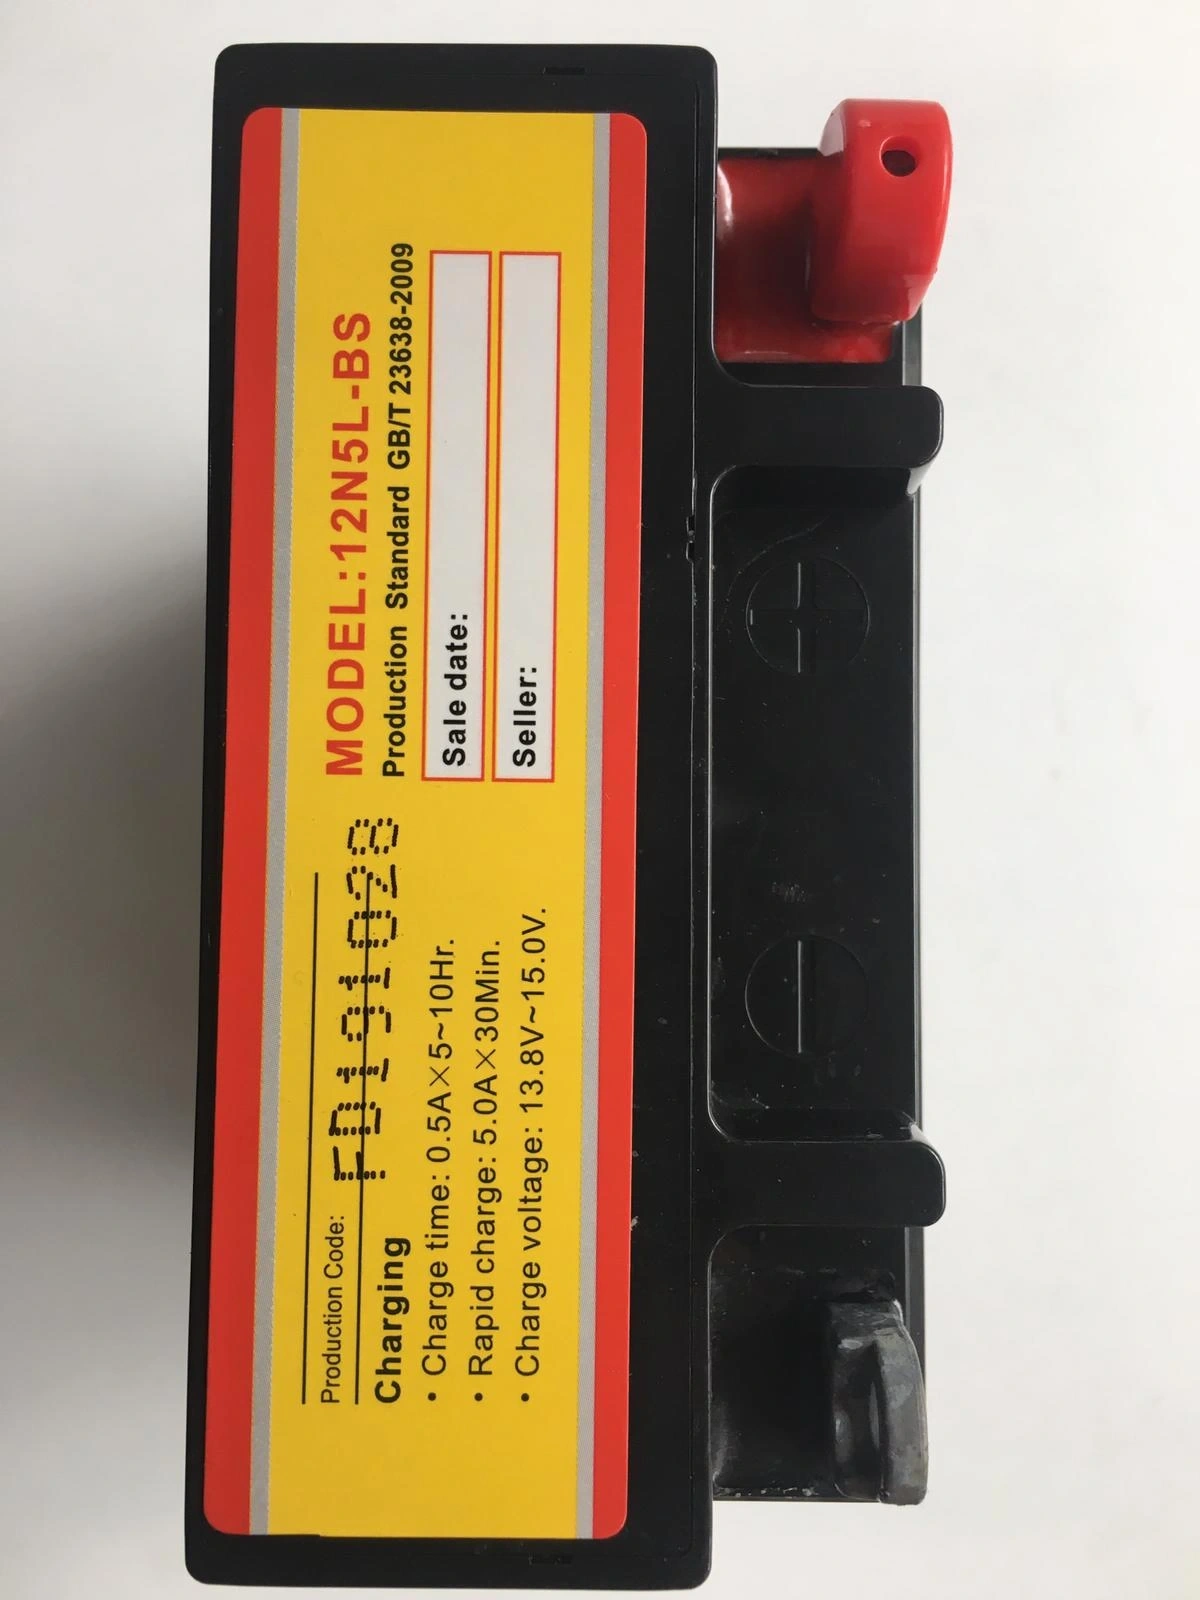 Production Code: FD191028
Charging
• Charge time: 0.5A×5~10Hr.
• Rapid charge: 5.0A×30Min.
• Charge voltage: 13.8V~15.0V.
MODEL:12N5L-BS
Production Standard GB/T 23638-2009
Sale date:
Seller: